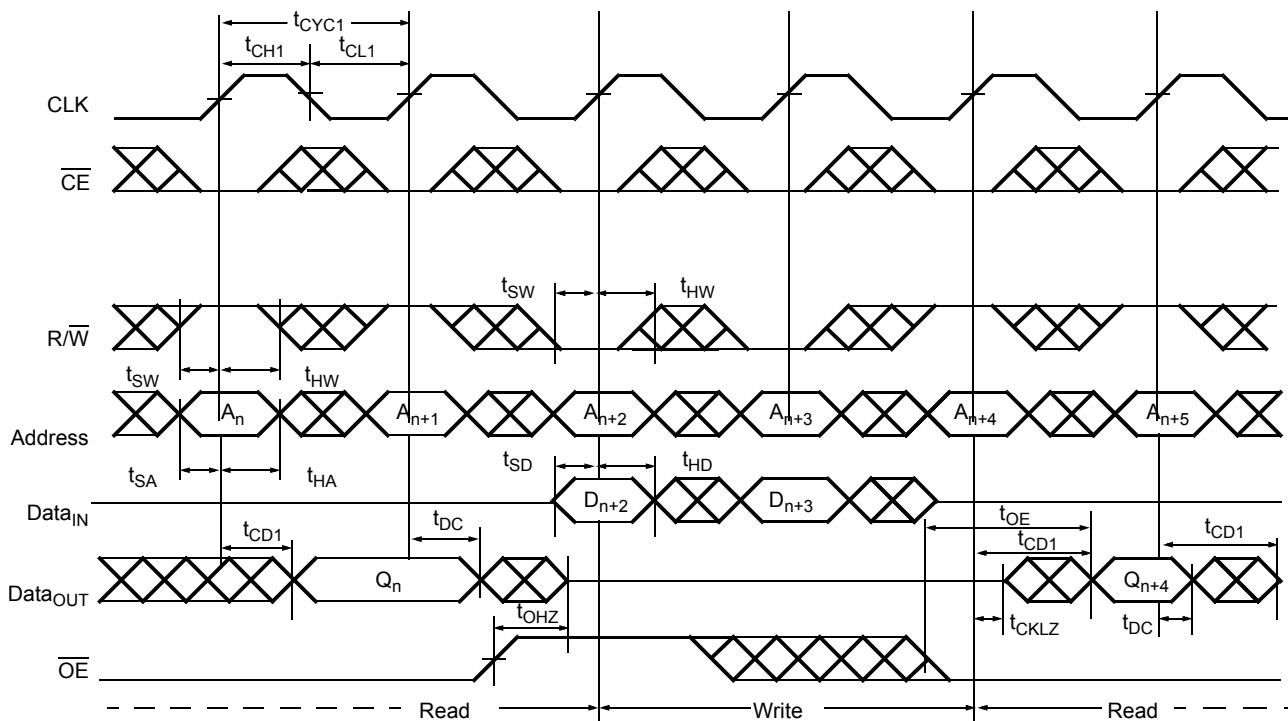 tCYC1
tCH1 tCL1
CLK
CE
tSW tHW
R/W
tSW tHW
An An+1 An+2 An+3 An+4 An+5
Address
tSA tHA tSD tHD
Dn+2 Dn+3
DataIN
tCD1 tDC tOE tCD1 tCD1
Qn Qn+4
DataOUT
tOHZ tCKLZ tDC
OE
Read Write Read